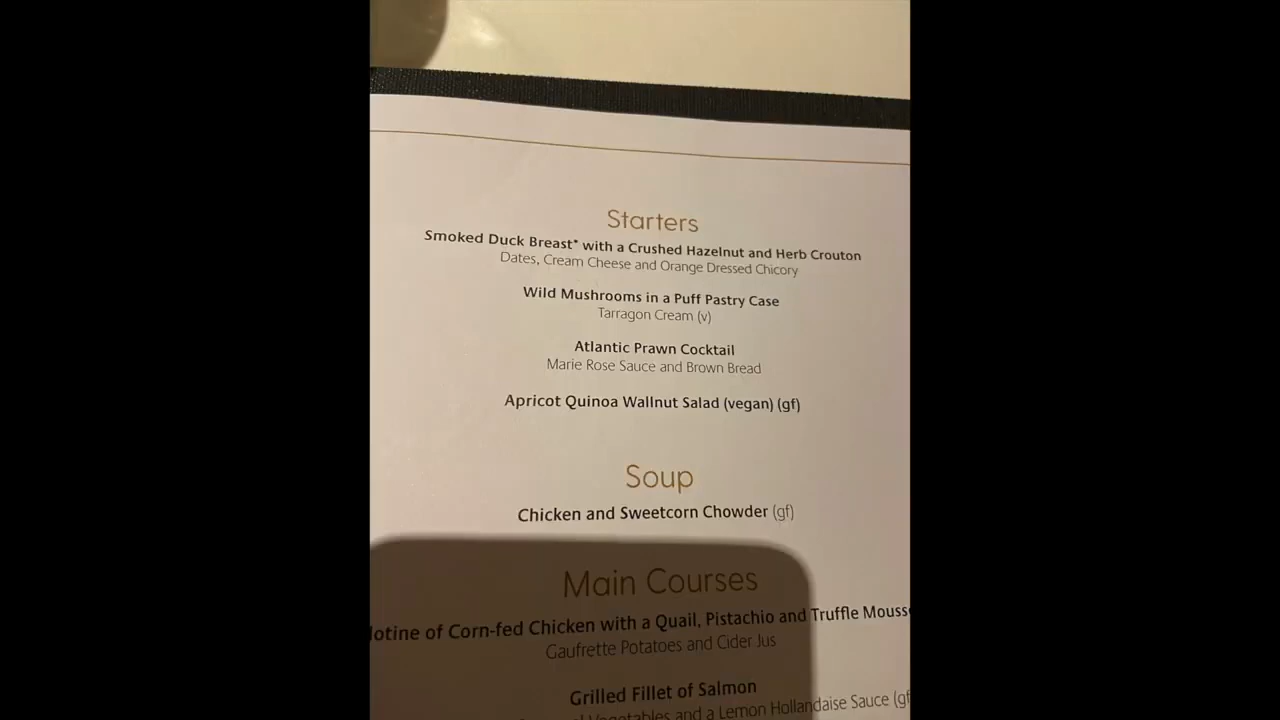 Starters
Smoked Duck Breast* with a Crushed Hazelnut and Herb Crouton
Dates, Cream Cheese and Orange Dressed Chicory
Wild Mushrooms in a Puff Pastry Case
Tarragon Cream (v)
Atlantic Prawn Cocktail
Marie Rose Sauce and Brown Bread
Apricot Quinoa Wallnut Salad (vegan) (gf)
Soup
Chicken and Sweetcorn Chowder (gf)
Main Courses
of Corn-fed Chicken with a Quail, Pistachio and Truffle
Gaufrette Potatoes and Cider Jus
Grilled Fillet of Salmon
Vegetables and a Lemon Hollandaise Sauce (gf